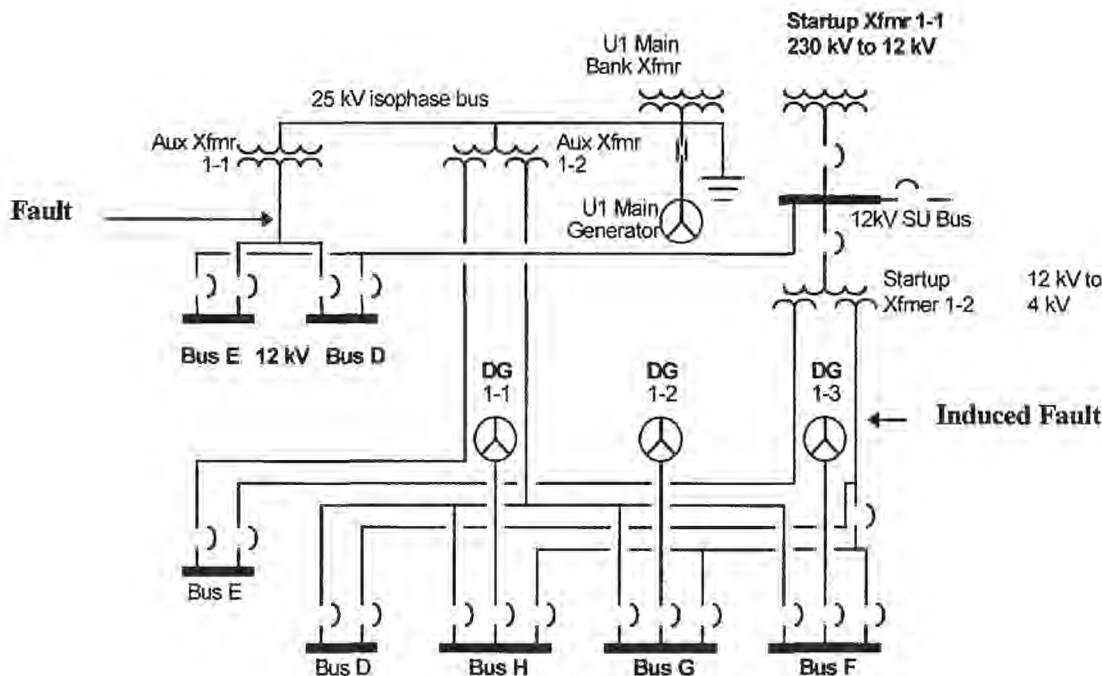 Startup Xfmr 1-1
230 kV to 12 kV
U1 Main
Bank Xfmr
25 kV isophase bus
Aux Xfmr
1-1
Aux Xfmr
1-2
Fault
U1 Main
Generator
12kV SU Bus
Startup
Xfmer 1-2
12 kV to
4 kV
Bus E 12 kV Bus D
DG
1-1
DG
1-2
DG
1-3
Induced Fault
Bus E
Bus D
Bus H
Bus G
Bus F